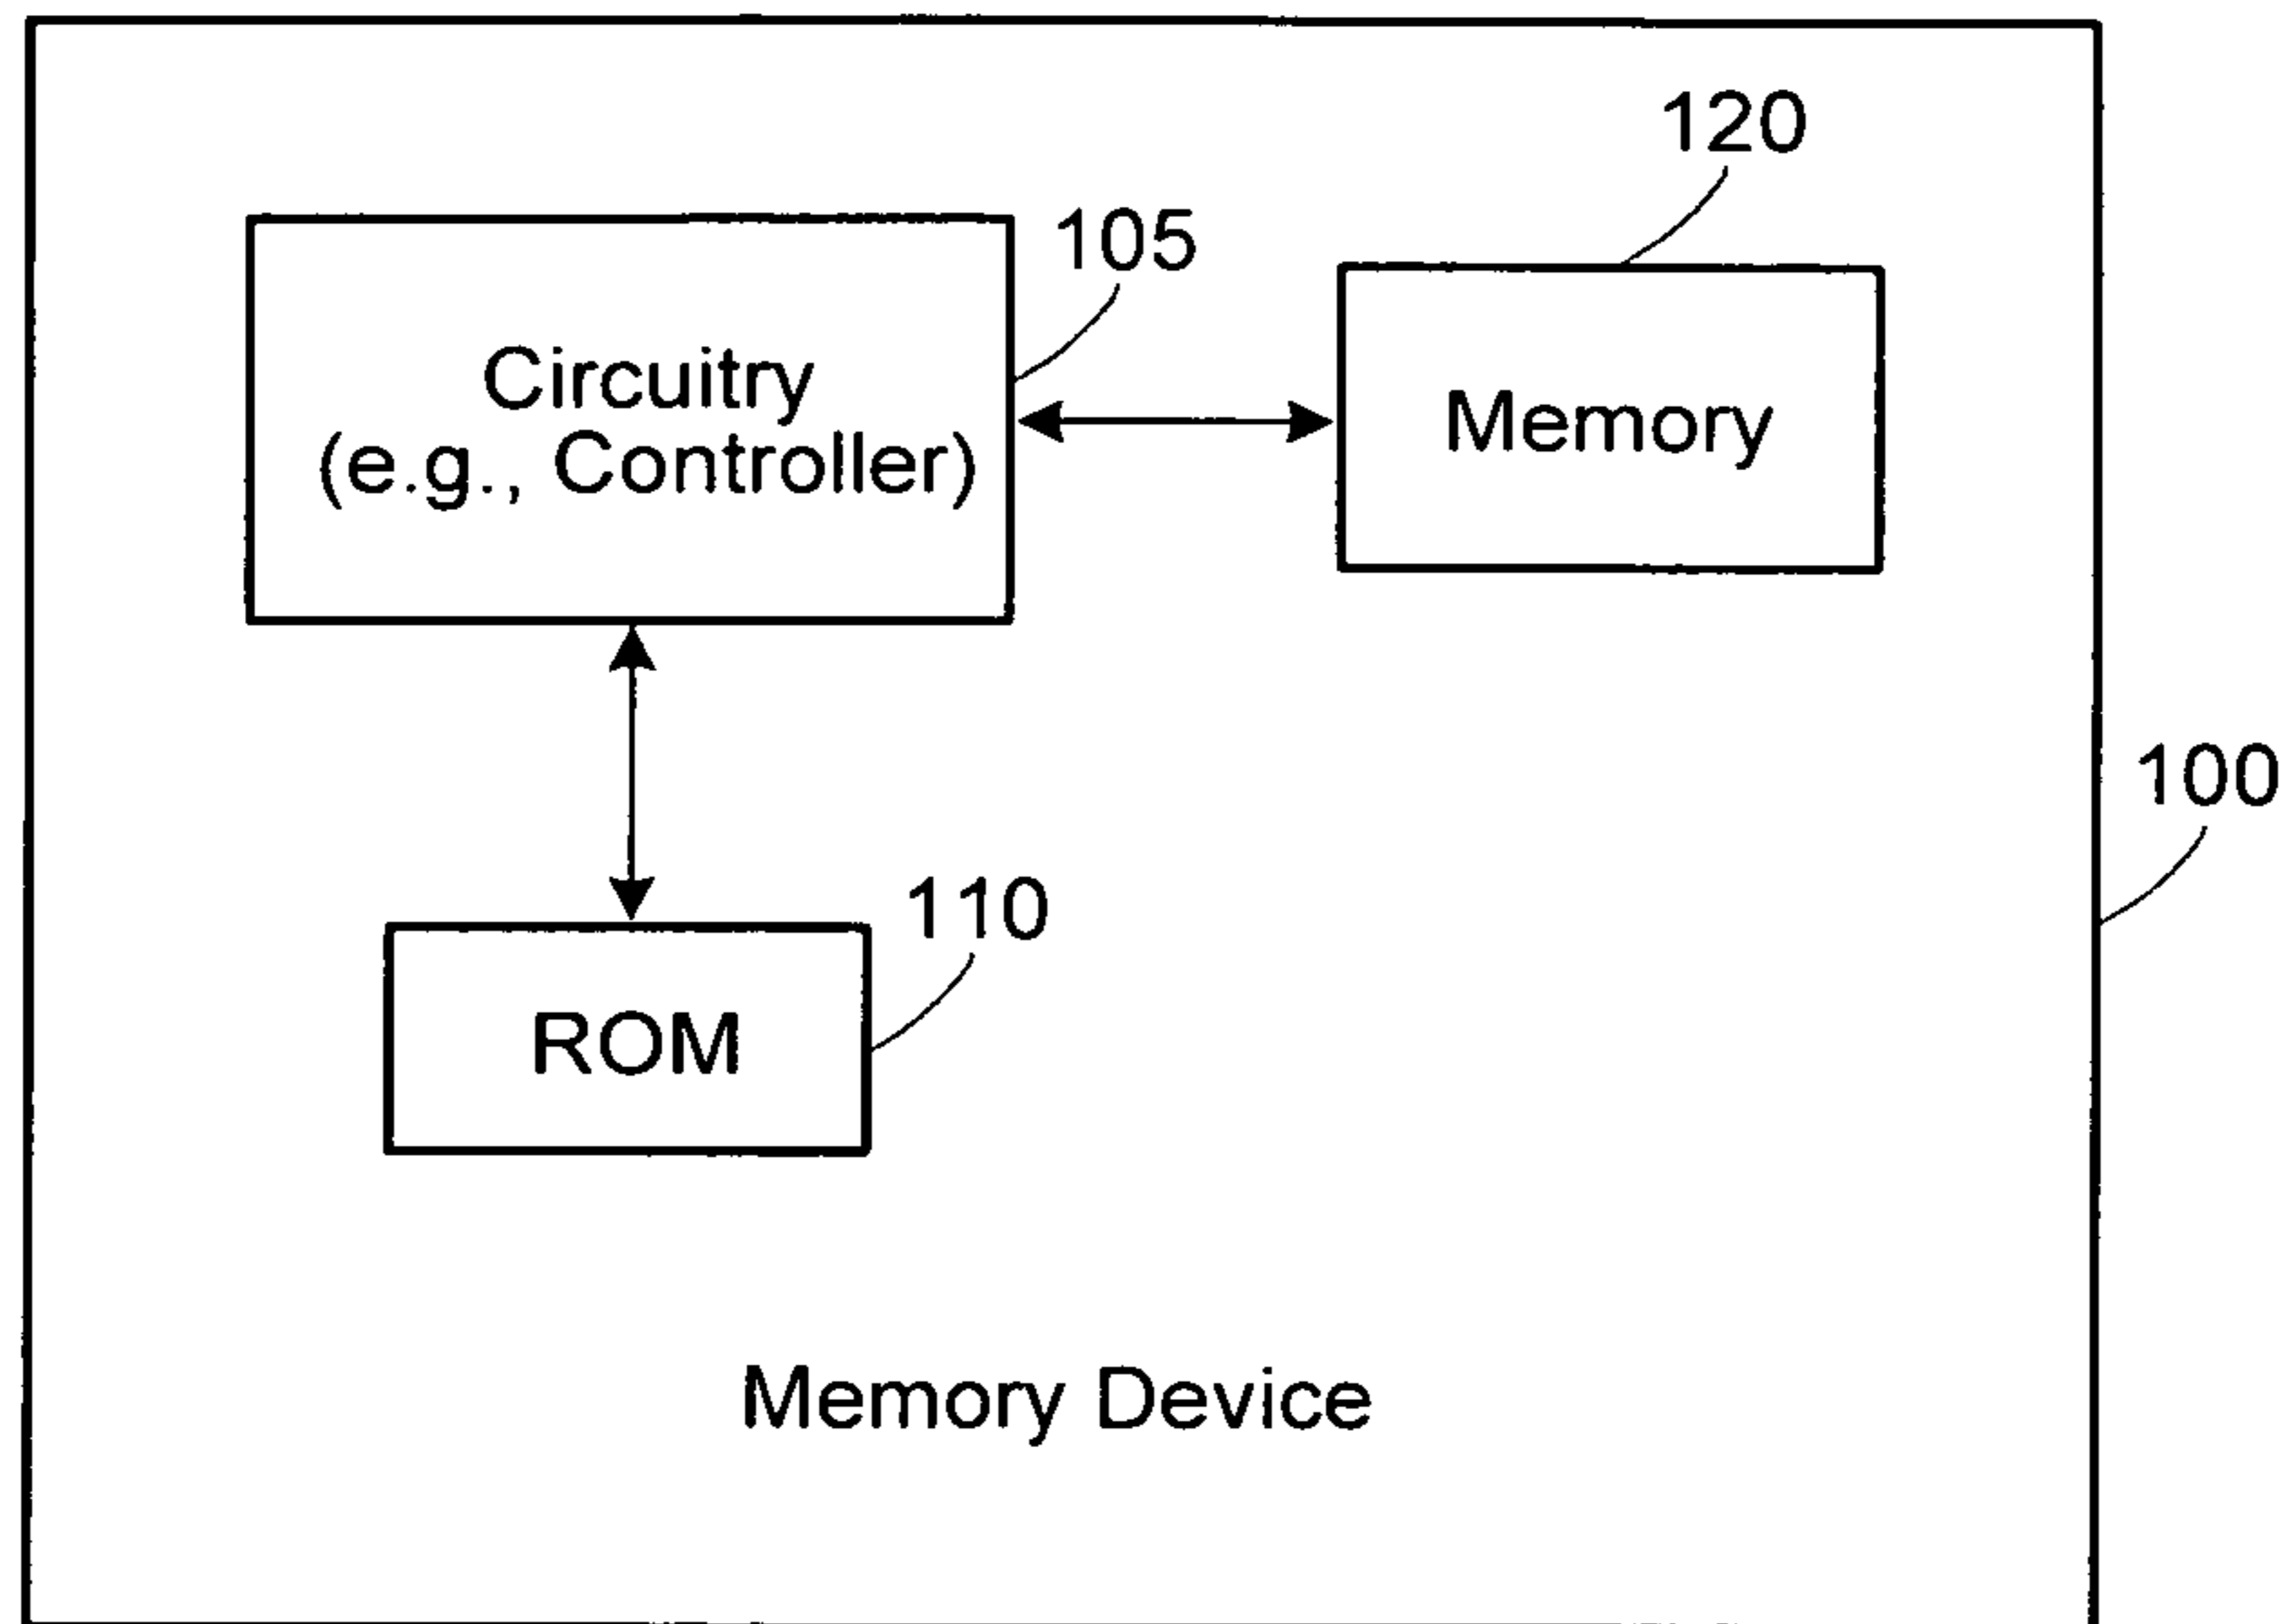 120
105
Circuitry
(e.g., Controller)
Memory
100
110
ROM
Memory Device